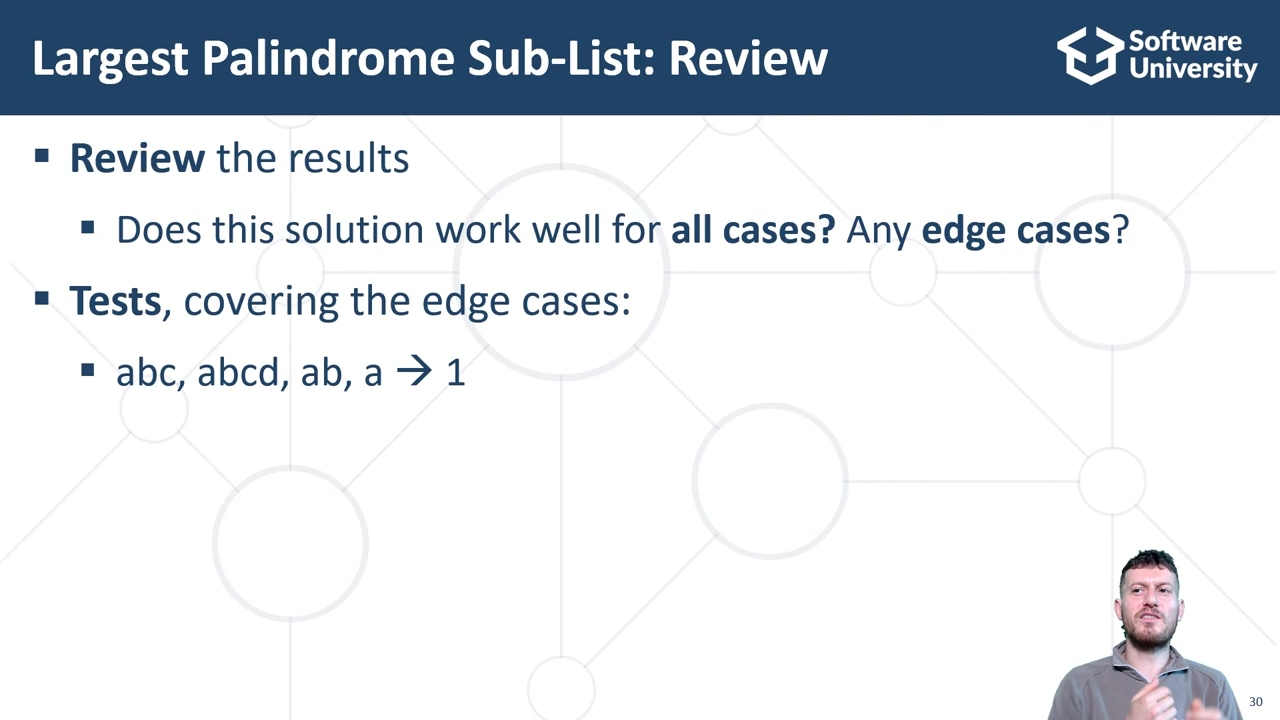 Largest Palindrome Sub-List: Review
Software
University
▪ Review the results
▪ Does this solution work well for all cases? Any edge cases?
▪ Tests, covering the edge cases:
▪ abc, abcd, ab, a → 1
30